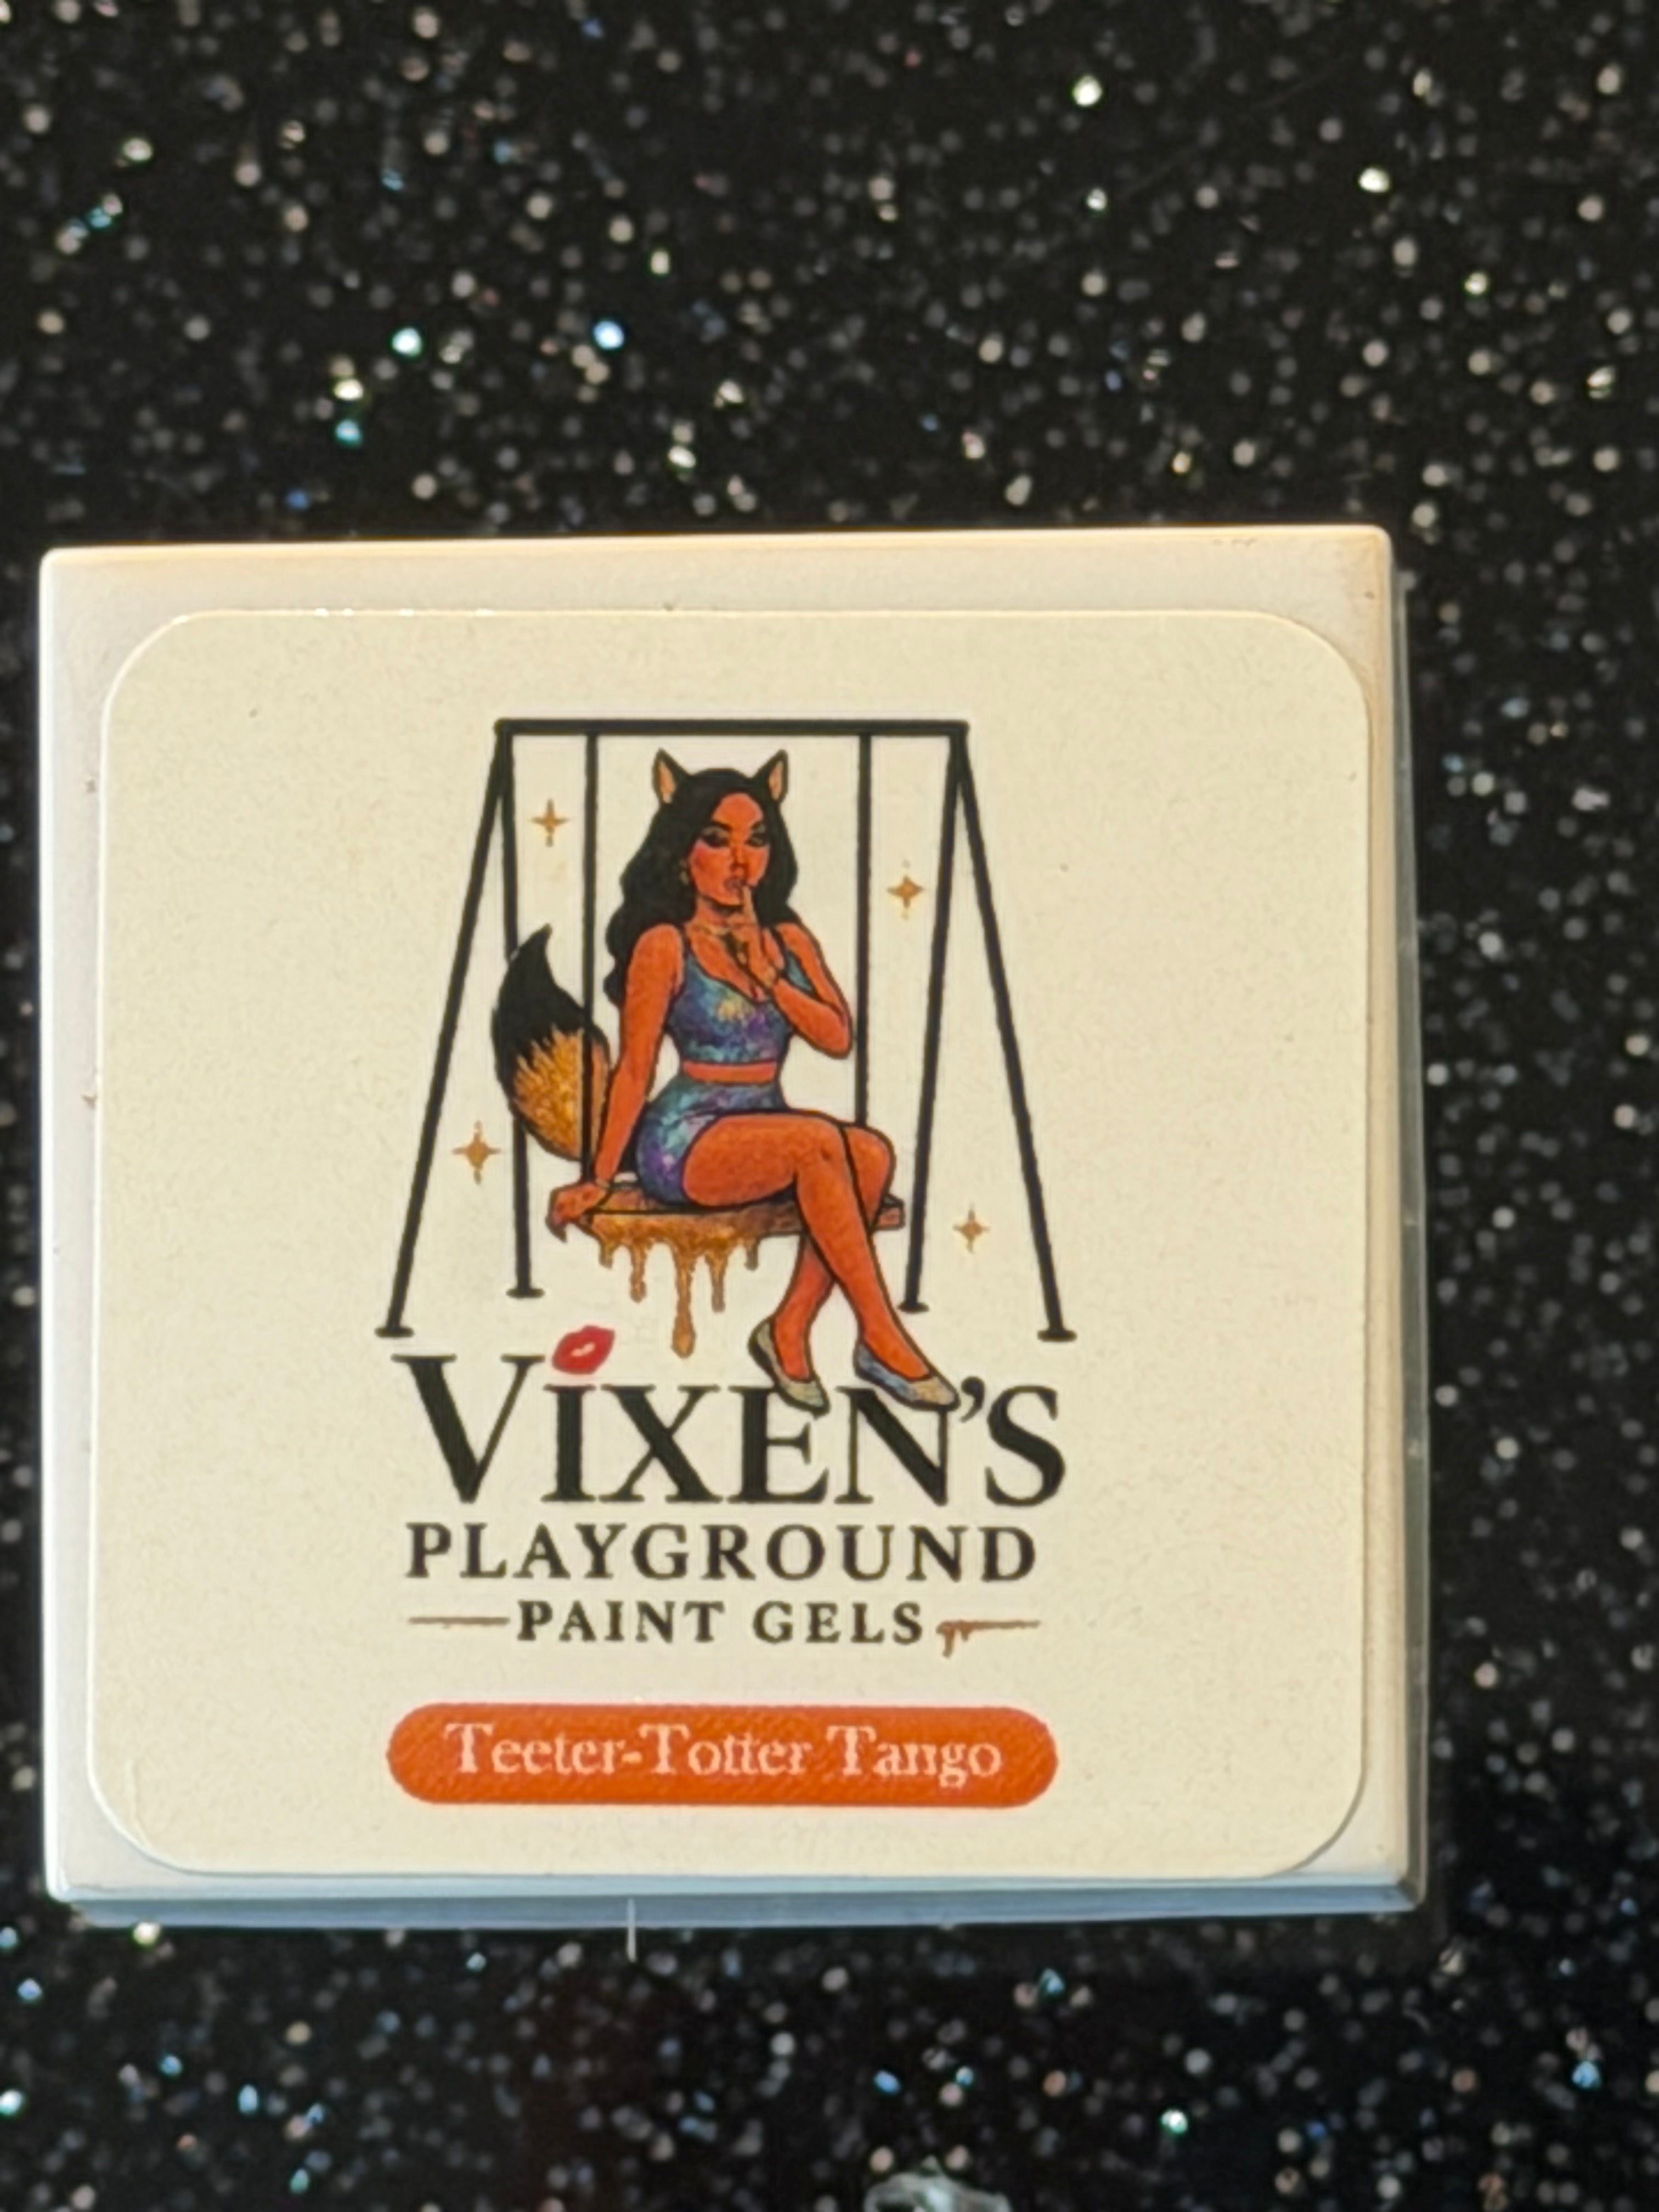 VIXEN'S
PLAYGROUND
PAINT GELS
Teeter-Totter Tango